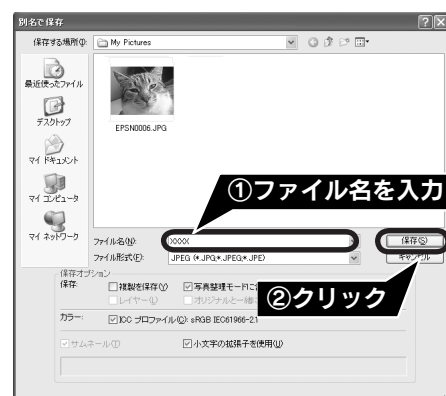 別名で保存
保存する場所(I):
My Pictures
最近使ったファイル
デスクトップ
マイ ドキュメント
マイ コンピュータ
マイ ネットワーク
EPSN0006.JPG
①ファイル名を入力
ファイル名(N):
XXXX
保存(S)
ファイル形式(F):
JPEG (*.JPG;*.JPEG;*.JPE)
キャンセル
②クリック
保存オプション
保存:
複製を保存(Y)
写真整理モードに
レイヤー(L)
オリジナルと一緒に
カラー:
ICC プロファイル(C): sRGB IEC61966-2.1
サムネール(T)
小文字の拡張子を使用(U)